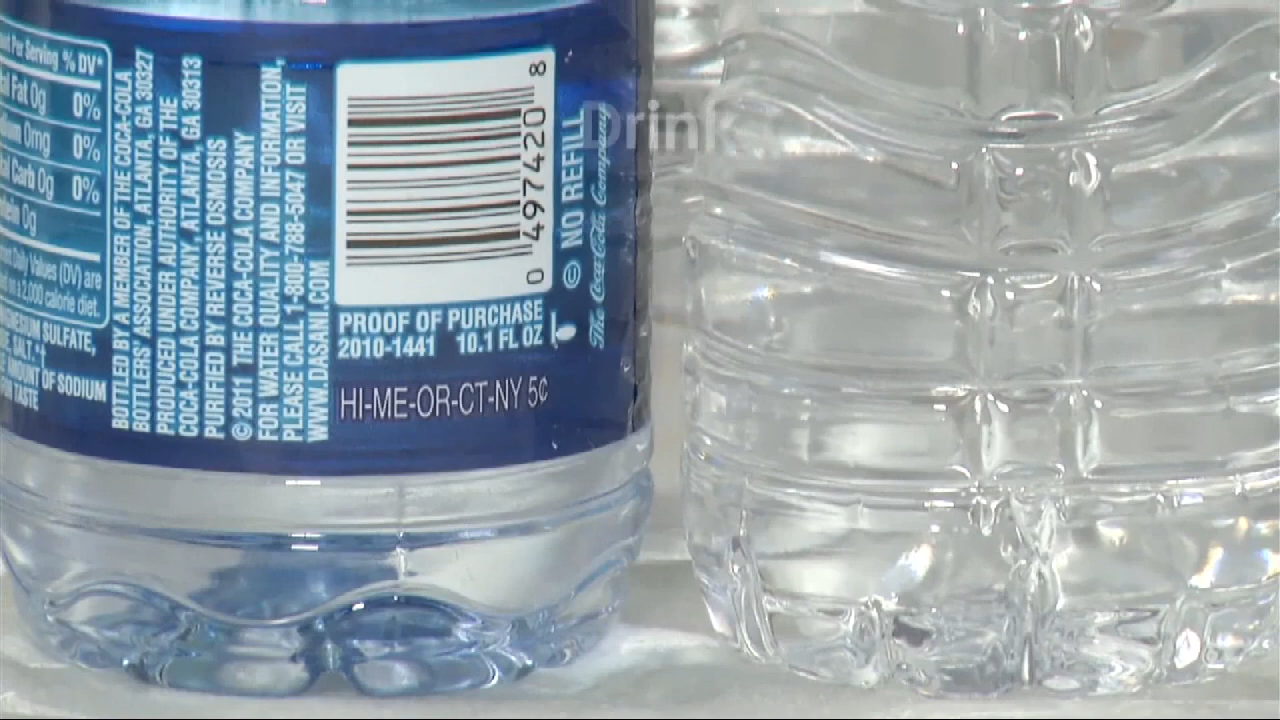 % DV*
Fat 0g 0%
0mg 0%
Carb 0g 0%
0g
Daily Values (DV) are
2,000 calorie diet.
SULFATE,
SALT.*†
AMOUNT OF SODIUM
TASTE
BOTTLED BY A MEMBER OF THE COCA-COLA
BOTTLERS' ASSOCIATION, ATLANTA, GA 30327
PRODUCED UNDER AUTHORITY OF THE
COCA-COLA COMPANY, ATLANTA, GA 30313
PURIFIED BY REVERSE OSMOSIS
© 2011 THE COCA-COLA COMPANY
FOR WATER QUALITY AND INFORMATION,
PLEASE CALL 1-800-788-5047 OR VISIT
WWW.DASANI.COM
0 497420 8
PROOF OF PURCHASE
2010-1441 10.1 FL OZ
HI-ME-OR-CT-NY 5¢
NO REFILL
The Coca-Cola Company
Drink